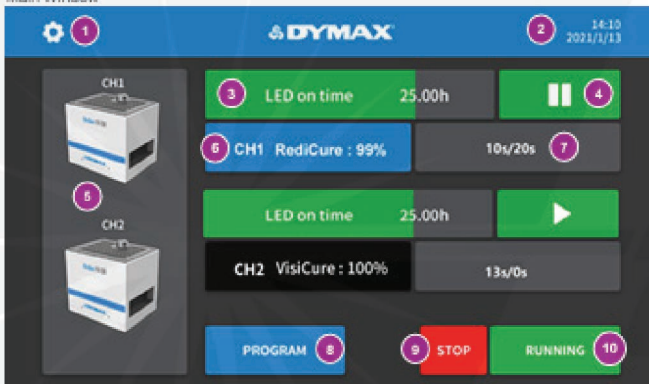 1
DYMAX
2 14:10
2021/1/13
CH1
3 LED on time 25.00h 4
6 CH1 RediCure : 99% 10s/20s 7
5
CH2
LED on time 25.00h
CH2 VisiCure : 100% 13s/0s
PROGRAM 8 9 STOP RUNNING 10